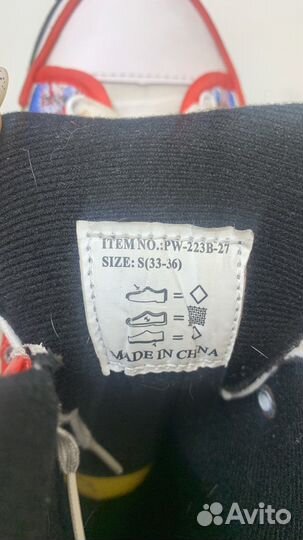 ITEM NO.:PW-223B-27
SIZE: S(33-36)
=
=
=
MADE IN CHINA
Avito